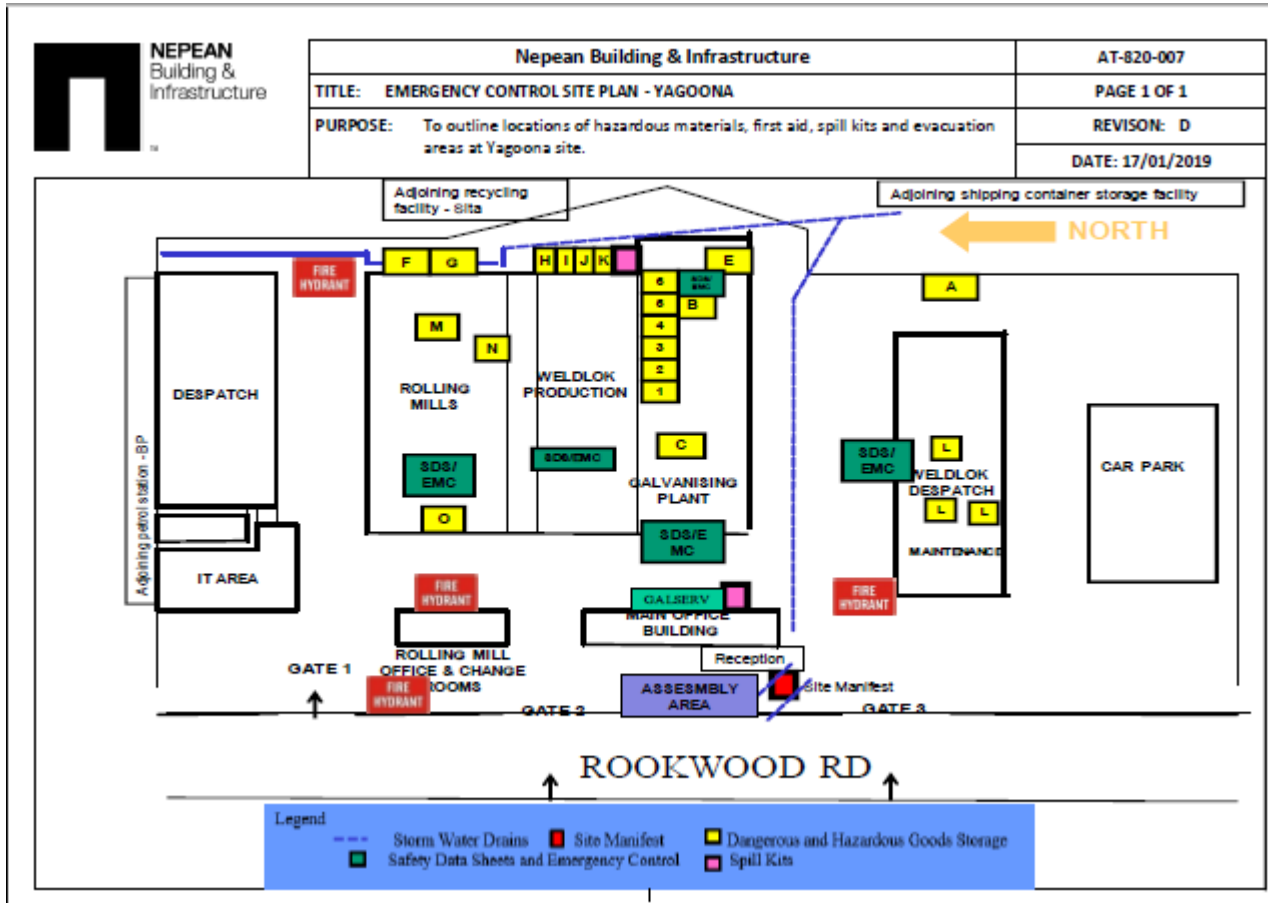 NEPEAN
Building &
Infrastructure
Nepean Building & Infrastructure
AT-820-007
TITLE: EMERGENCY CONTROL SITE PLAN - YAGOONA
PAGE 1 OF 1
PURPOSE: To outline locations of hazardous materials, first aid, spill kits and evacuation
areas at Yagoona site.
REVISON: D
DATE: 17/01/2019
Adjoining recycling
facility - Sita
Adjoining shipping container storage facility
NORTH
FIRE
HYDRANT
F
G
H
I
J
K
E
A
6
SDS/
EMC
5
B
4
3
2
1
M
N
DESPATCH
ROLLING
MILLS
WELDLOK
PRODUCTION
C
GALVANISING
PLANT
SDS/
EMC
SDS/EMC
SDS/
EMC
L
WELDLOK
DESPATCH
L
L
CAR PARK
Adjoining petrol station - BP
O
SDS/E
MC
MAINTENANCE
IT AREA
FIRE
HYDRANT
GALSERV
FIRE
HYDRANT
MAIN OFFICE
BUILDING
Reception
GATE 1
ROLLING MILL
OFFICE & CHANGE
ROOMS
FIRE
HYDRANT
ASSESMBLY
AREA
Site Manifest
GATE 2
GATE 3
ROOKWOOD RD
Legend
Storm Water Drains
Site Manifest
Dangerous and Hazardous Goods Storage
Safety Data Sheets and Emergency Control
Spill Kits